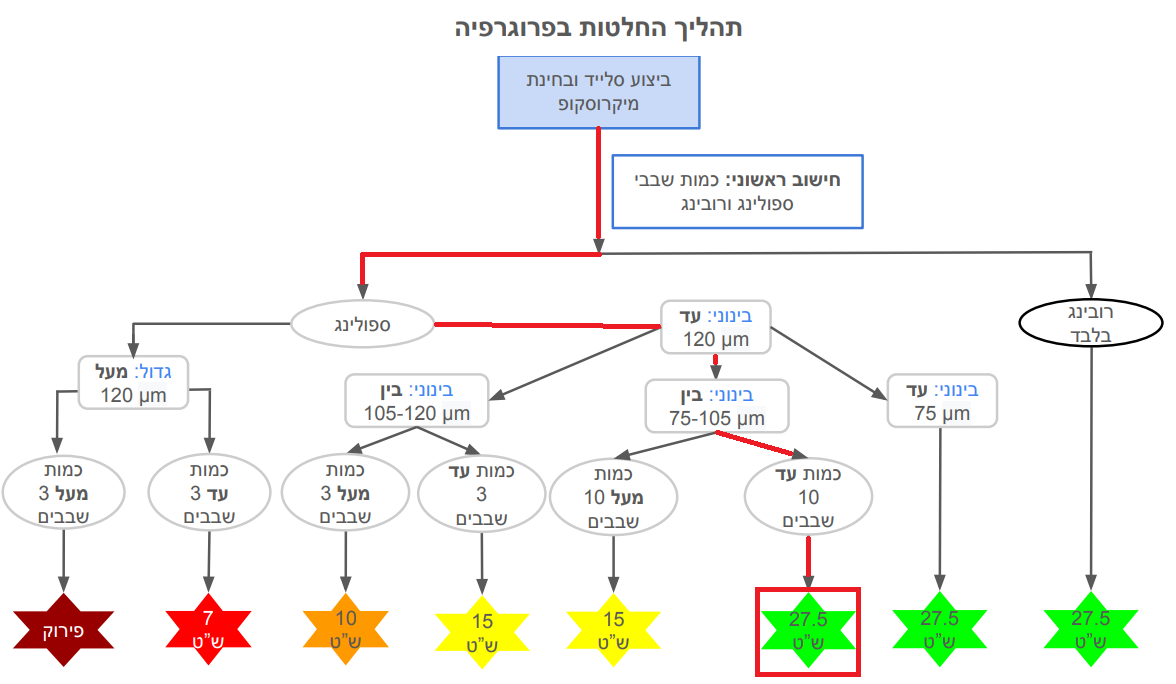 תהליך החלטות בפרוגרפיה
ביצוע סלייד ובחינת
מיקרוסקופ
חישוב ראשוני: כמות שבבי
ספולינג ורובינג
רובינג
בלבד
בינוני: עד
120 µm
ספולינג
בינוני: עד
75 µm
בינוני: בין
75-105 µm
בינוני: בין
105-120 µm
גדול: מעל
120 µm
כמות עד
10
שבבים
כמות
מעל 10
שבבים
כמות עד
3
שבבים
כמות
מעל 3
שבבים
כמות
עד 3
שבבים
כמות
מעל 3
שבבים
27.5
ש"ט
27.5
ש"ט
27.5
ש"ט
15
ש"ט
15
ש"ט
10
ש"ט
7
ש"ט
פירוק